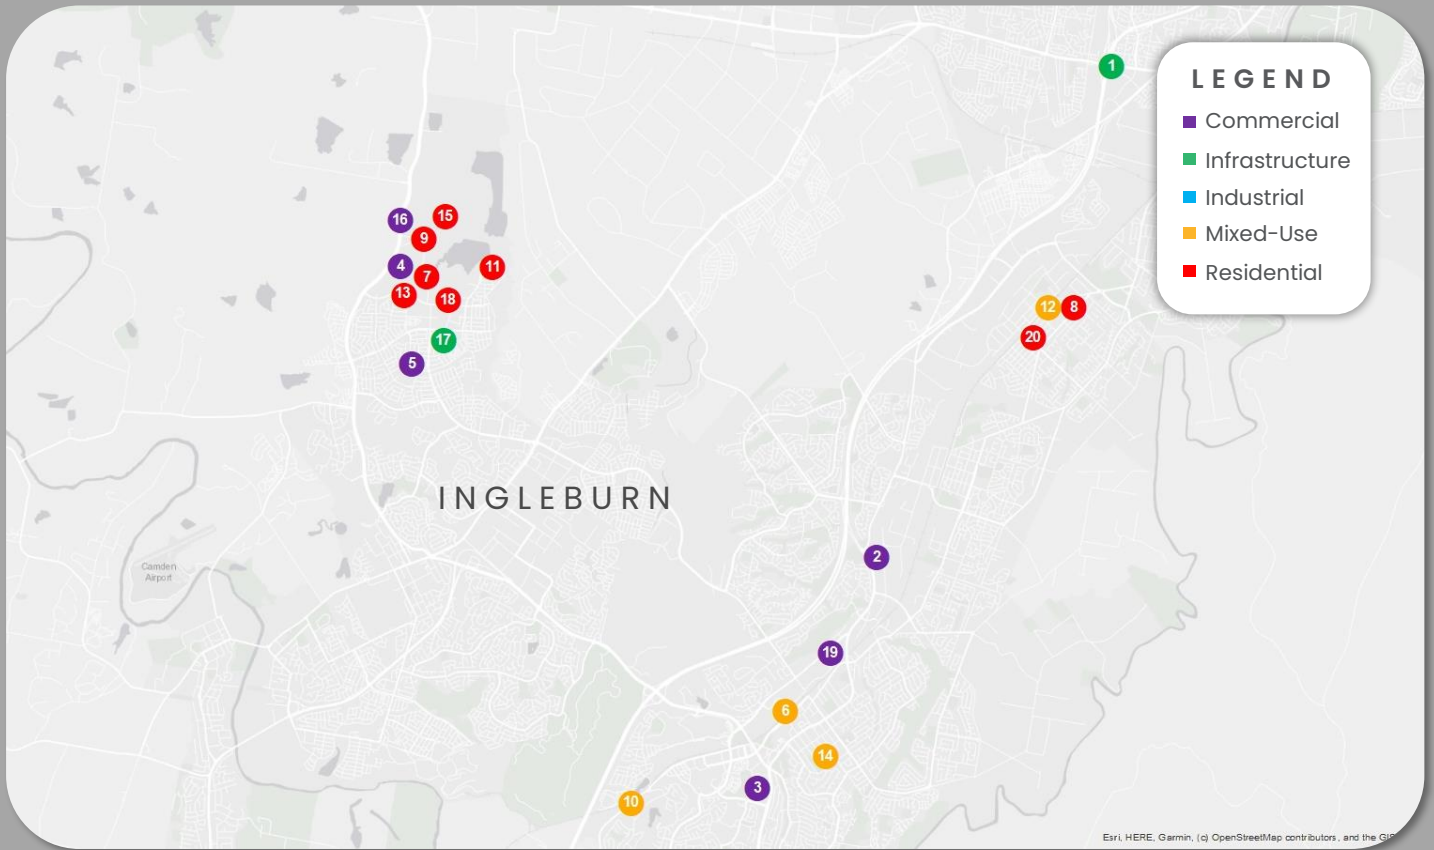 1
LEGEND
Commercial
Infrastructure
Industrial
Mixed-Use
Residential
16
15
9
4
7
11
13
18
17
5
12
8
20
INGLEBURN
2
Camden
Airport
19
6
14
3
10
Esri, HERE, Garmin, (c) OpenStreetMap contributors, and the GIS